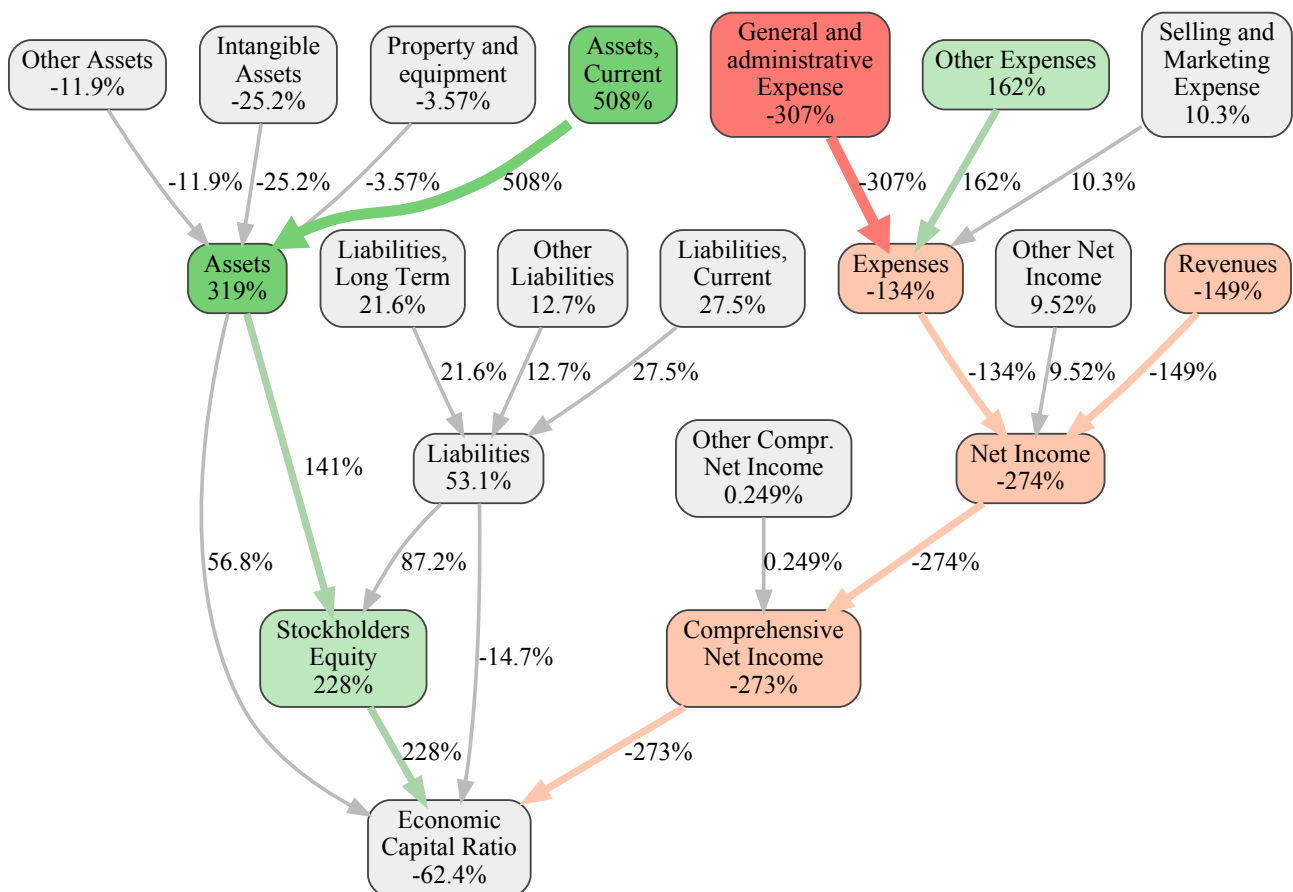 Other Assets
-11.9%
Intangible
Assets
-25.2%
Property and
equipment
-3.57%
Assets,
Current
508%
General and
administrative
Expense
-307%
Other Expenses
162%
Selling and
Marketing
Expense
10.3%
-11.9%
-25.2%
-3.57%
508%
-307%
162%
10.3%
Assets
319%
Liabilities,
Long Term
21.6%
Other
Liabilities
12.7%
Liabilities,
Current
27.5%
Expenses
-134%
Other Net
Income
9.52%
Revenues
-149%
21.6%
12.7%
27.5%
-134%
9.52%
-149%
141%
Liabilities
53.1%
Other Compr.
Net Income
0.249%
Net Income
-274%
56.8%
87.2%
0.249%
-274%
Stockholders
Equity
228%
-14.7%
Comprehensive
Net Income
-273%
228%
-273%
Economic
Capital Ratio
-62.4%